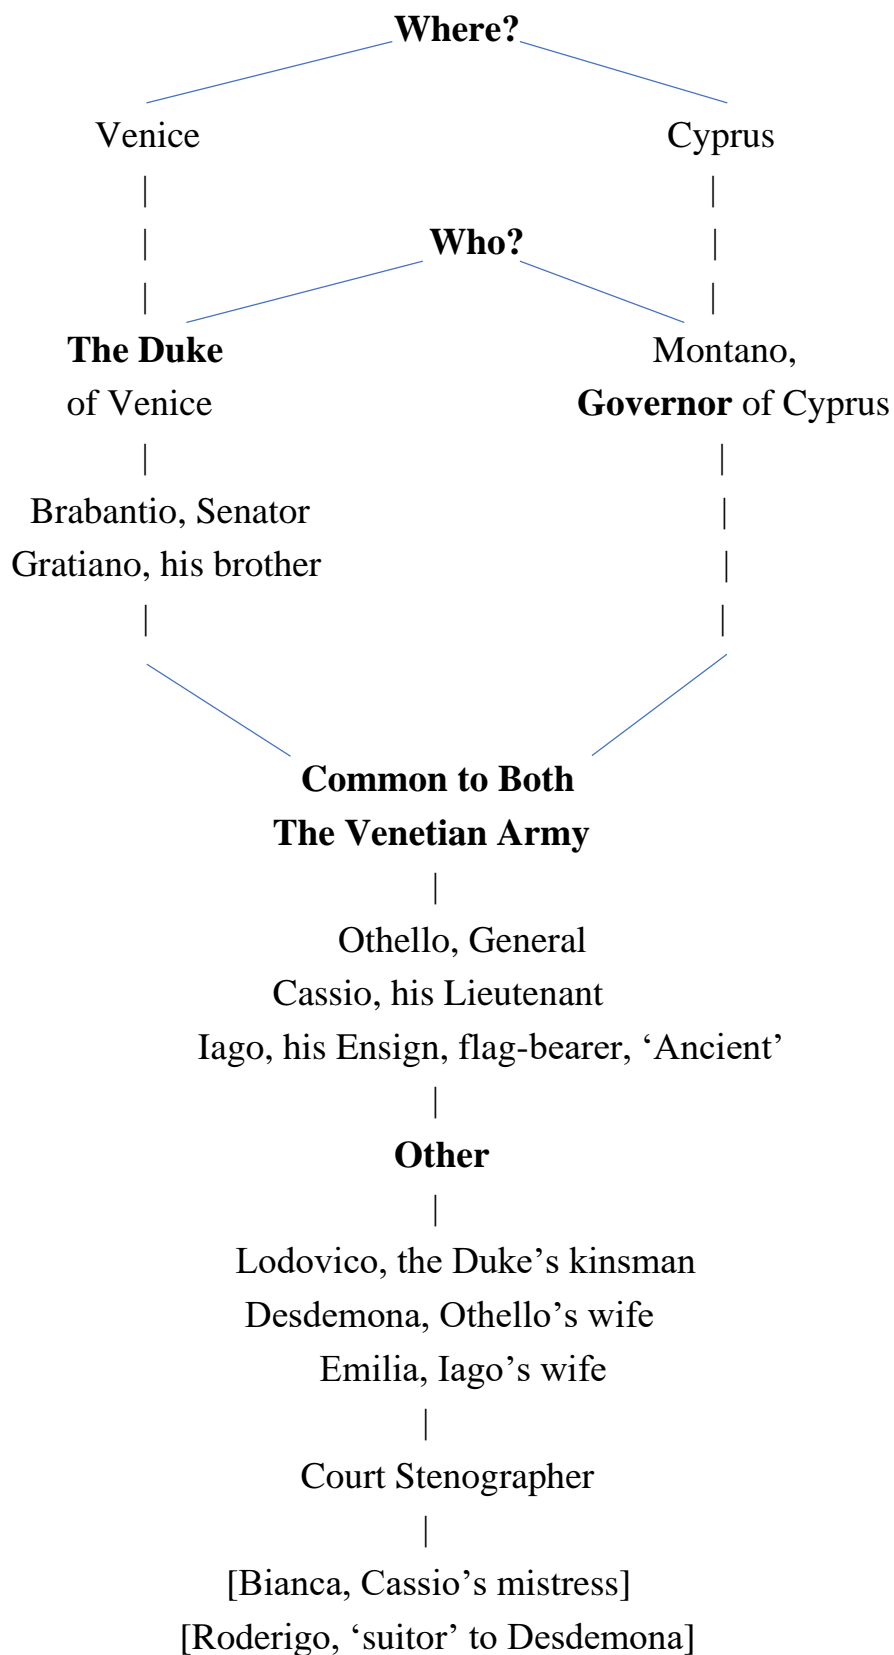 Where?
Venice Cyprus
| |
| Who? |
| |
The Duke Montano,
of Venice Governor of Cyprus
| |
Brabantio, Senator |
Gratiano, his brother |
| |
Common to Both
The Venetian Army
|
Othello, General
Cassio, his Lieutenant
Iago, his Ensign, flag-bearer, ‘Ancient’
|
Other
|
Lodovico, the Duke’s kinsman
Desdemona, Othello’s wife
Emilia, Iago’s wife
|
Court Stenographer
|
[Bianca, Cassio’s mistress]
[Roderigo, ‘suitor’ to Desdemona]